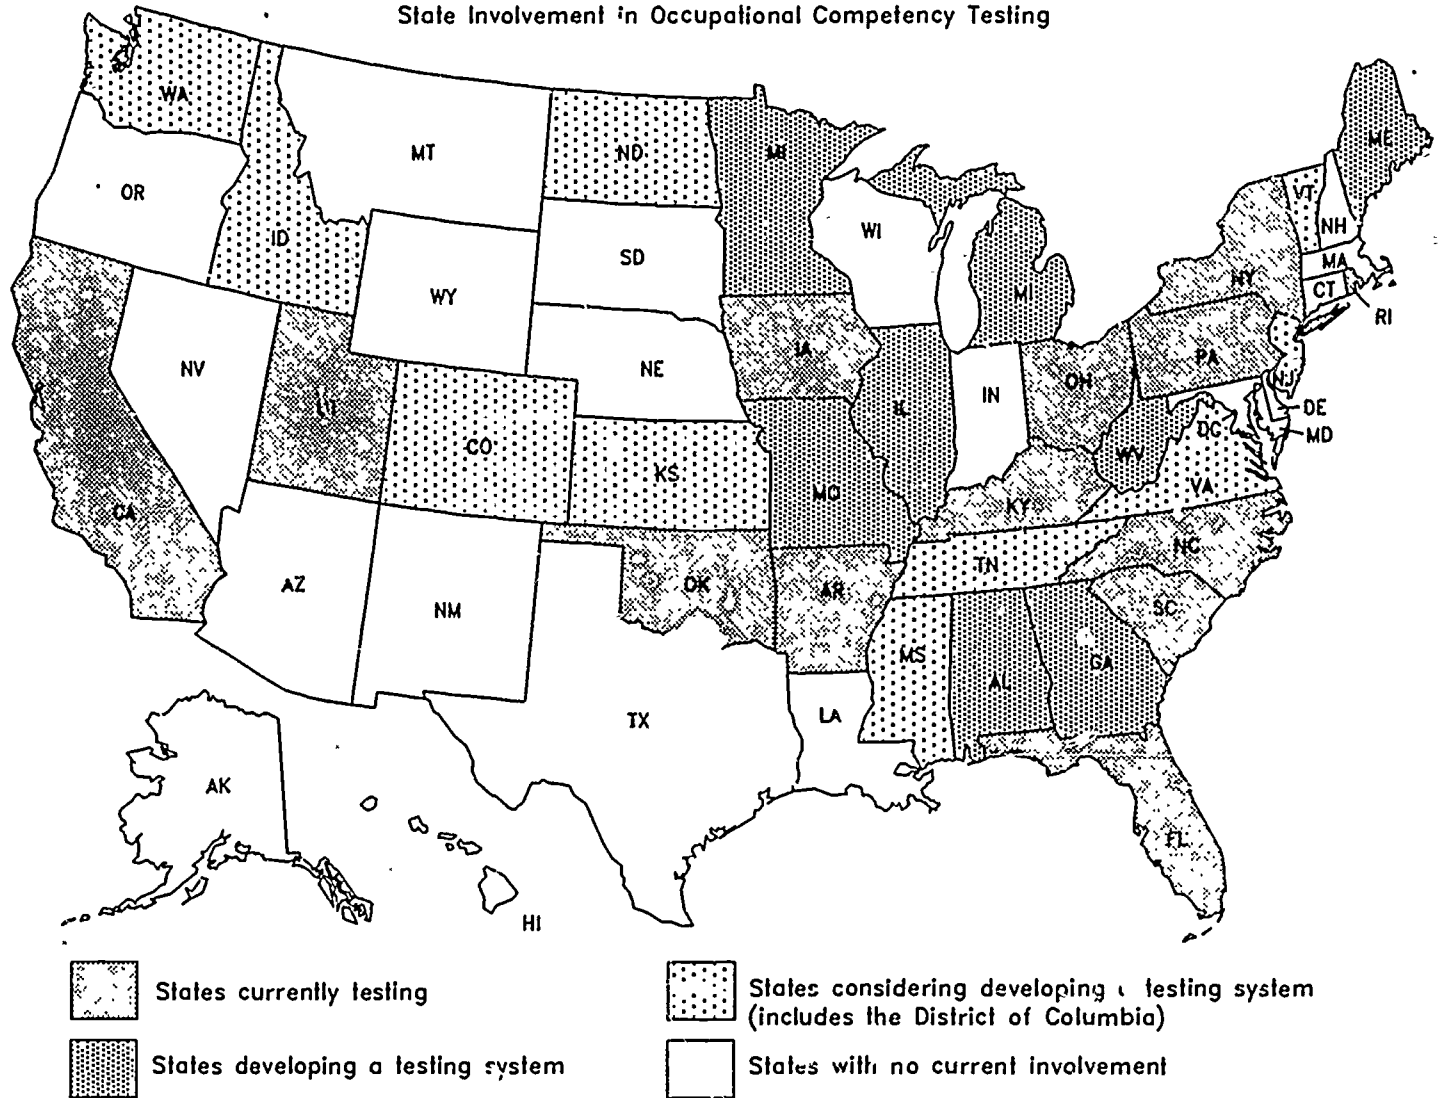 State Involvement in Occupational Competency Testing
WA
MT
ND
MI
ME
OR
ID
SD
WI
VT
NH
WY
MI
NY
MA
CT
RI
NV
UT
NE
IA
PA
NJ
OH
IN
IL
DE
MD
CO
KS
DC
WV
VA
MO
CA
KY
NC
AZ
NM
OK
AR
TN
SC
MS
AL
GA
TX
LA
AK
FL
HI
States currently testing
States considering developing testing system
(includes the District of Columbia)
States developing a testing system
States with no current involvement